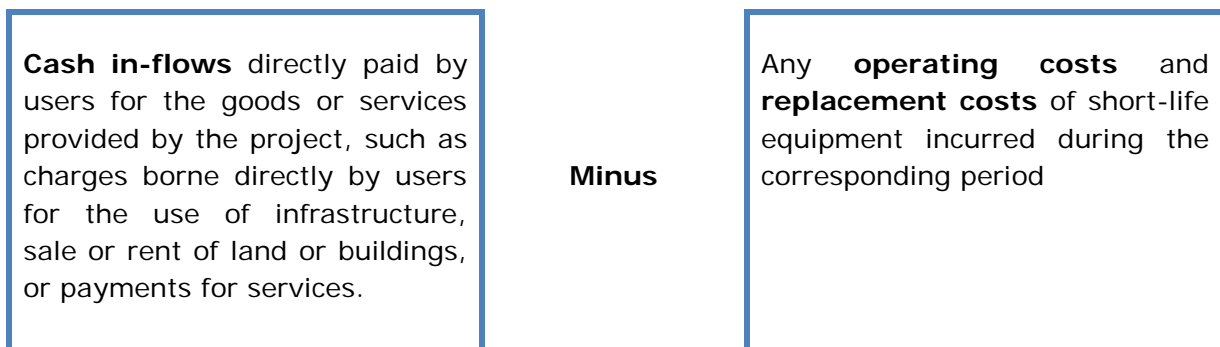 Cash in-flows directly paid by
users for the goods or services
provided by the project, such as
charges borne directly by users
for the use of infrastructure,
sale or rent of land or buildings,
or payments for services.
Minus
Any operating costs and
replacement costs of short-life
equipment incurred during the
corresponding period